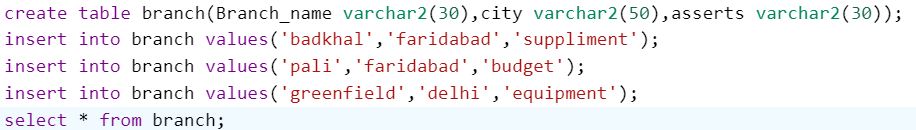 create table branch(Branch_name varchar2(30),city varchar2(50),asserts varchar2(30));
insert into branch values('badkhal','faridabad','suppliment');
insert into branch values('pali','faridabad','budget');
insert into branch values('greenfield','delhi','equipment');
select * from branch;